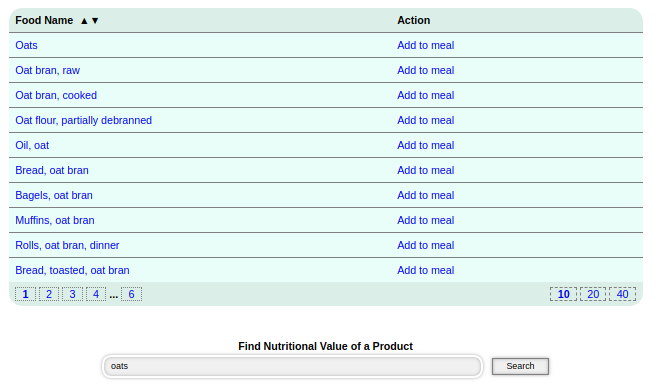 Food Name ▲▼ Action
Oats Add to meal
Oat bran, raw Add to meal
Oat bran, cooked Add to meal
Oat flour, partially debranned Add to meal
Oil, oat Add to meal
Bread, oat bran Add to meal
Bagels, oat bran Add to meal
Muffins, oat bran Add to meal
Rolls, oat bran, dinner Add to meal
Bread, toasted, oat bran Add to meal
1 2 3 4 ... 6 10 20 40
Find Nutritional Value of a Product
oats Search